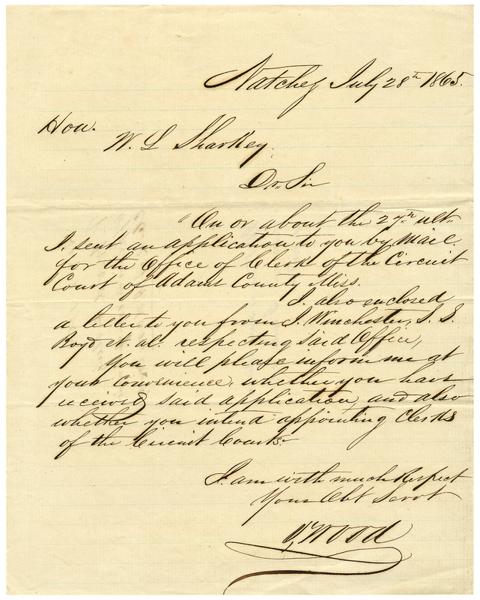 Natchez July 28th 1865.
Hon.
W. L Sharkey.
Dr. Sir
On or about the 27th ult.
I sent an application to you by Mail.
for the Office of Clerk of the Circuit
Court of Adams County Miss.
I also enclosed
a letter to you from J. Winchester, S. S.
Boyd et. al. respecting said Office,
You will please inform me at
your convenience, whether you have
received said application, and also
whether you intend appointing Clerks
of the Circuit Courts.
I am with much Respect
Your Obt Servt
Wood